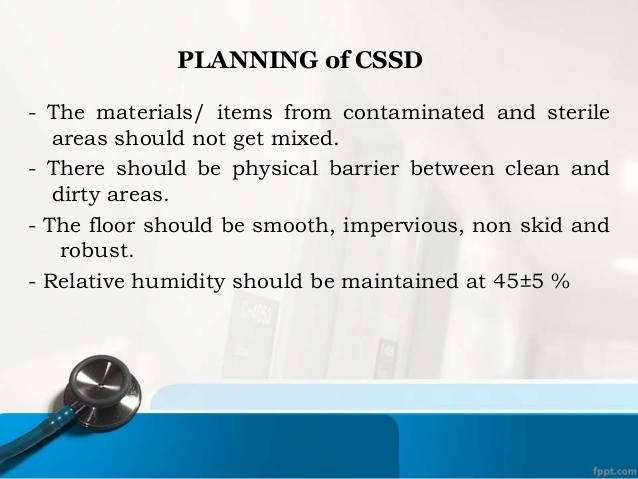 PLANNING of CSSD
- The materials/ items from contaminated and sterile
areas should not get mixed.
- There should be physical barrier between clean and
dirty areas.
- The floor should be smooth, impervious, non skid and
robust.
- Relative humidity should be maintained at 45±5 %
fppt.com